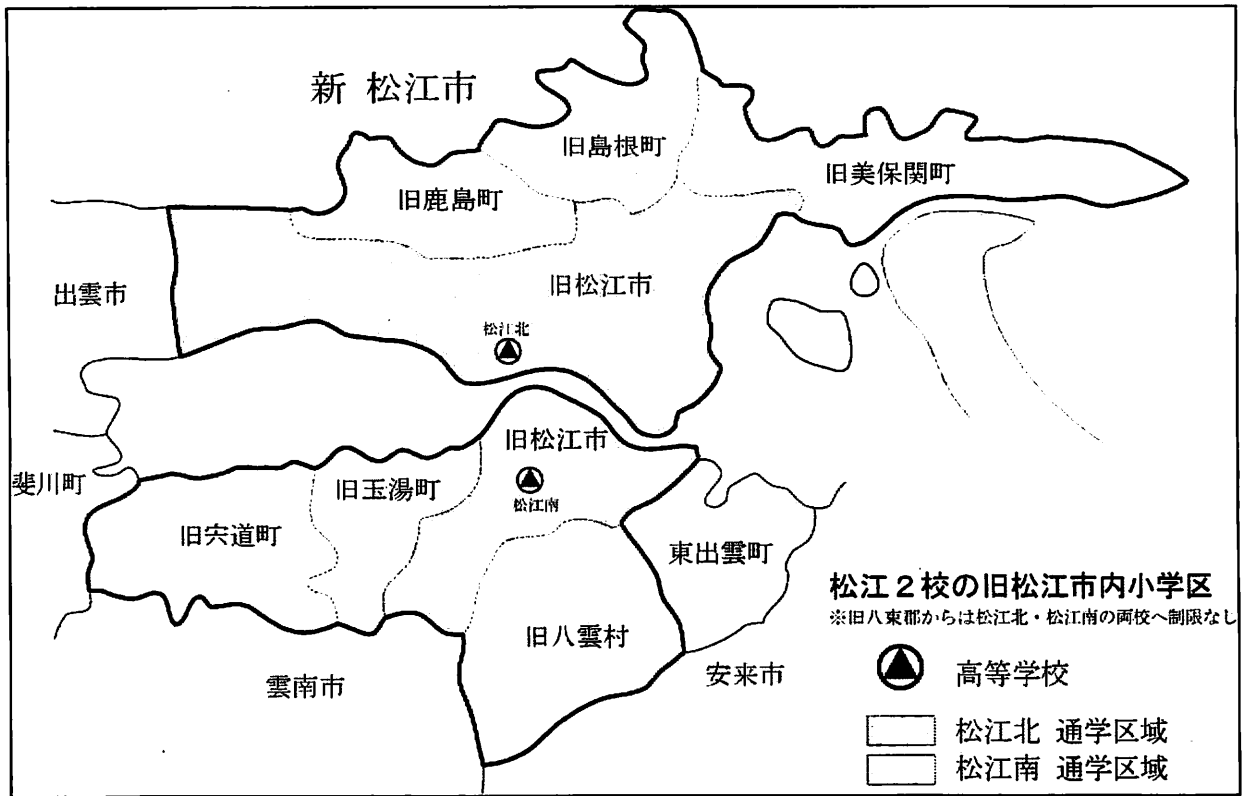 新 松江市
旧島根町
旧美保関町
旧鹿島町
旧松江市
出雲市
松江北
旧松江市
斐川町
旧玉湯町
松江南
旧宍道町
東出雲町
旧八雲村
雲南市
安来市
松江2校の旧松江市内小学区
※旧八束郡からは松江北・松江南の両校へ制限なし
高等学校
松江北 通学区域
松江南 通学区域